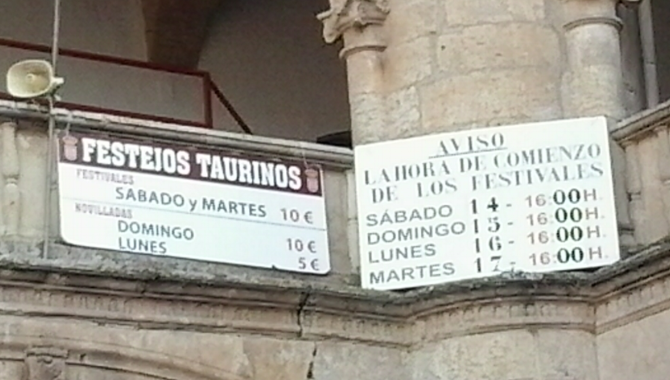 FESTEJOS TAURINOS
FESTIVALES
SABADO y MARTES 10 €
NOVILLADAS
DOMINGO 10 €
LUNES 5 €
AVISO
LA HORA DE COMIENZO
DE LOS FESTIVALES
SÁBADO 14 - 16:00 H.
DOMINGO 15 - 16:00 H.
LUNES 16 - 16:00 H.
MARTES 17 - 16:00 H.